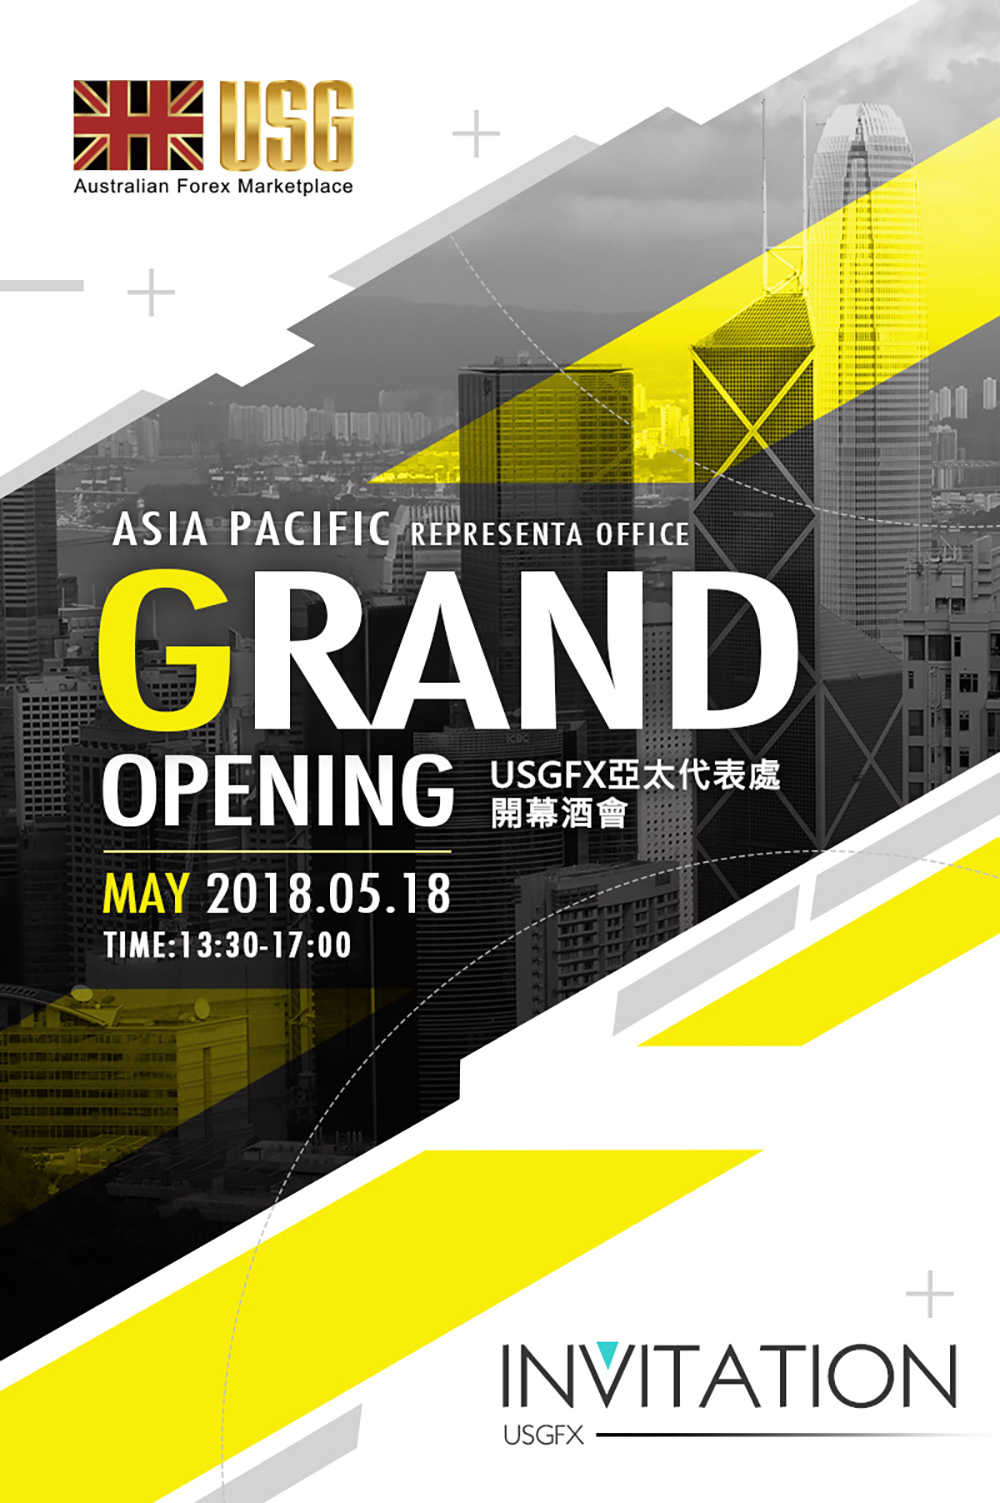 USG
Australian Forex Marketplace
ASIA PACIFIC REPRESENTA OFFICE
GRAND
OPENING
USGFX亞太代表處
開幕酒會
MAY 2018.05.18
TIME:13:30-17:00
INVITATION
USGFX